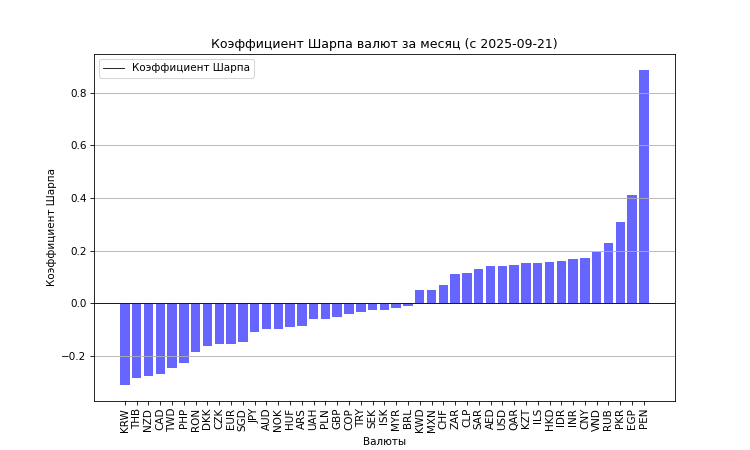 Коэффициент Шарпа валют за месяц (с 2025-09-21)
Коэффициент Шарпа
Коэффициент Шарпа
0.8
0.6
0.4
0.2
0.0
−0.2
KRW THB NZD CAD TWD PHP RON DKK CZK EUR SGD JPY AUD NOK HUF ARS UAH PLN GBP COP TRY SEK ISK MYR BRL KWD MXN CHF ZAR CLP SAR AED USD QAR KZT ILS HKD IDR INR CNY VND RUB PKR EGP PEN
Валюты